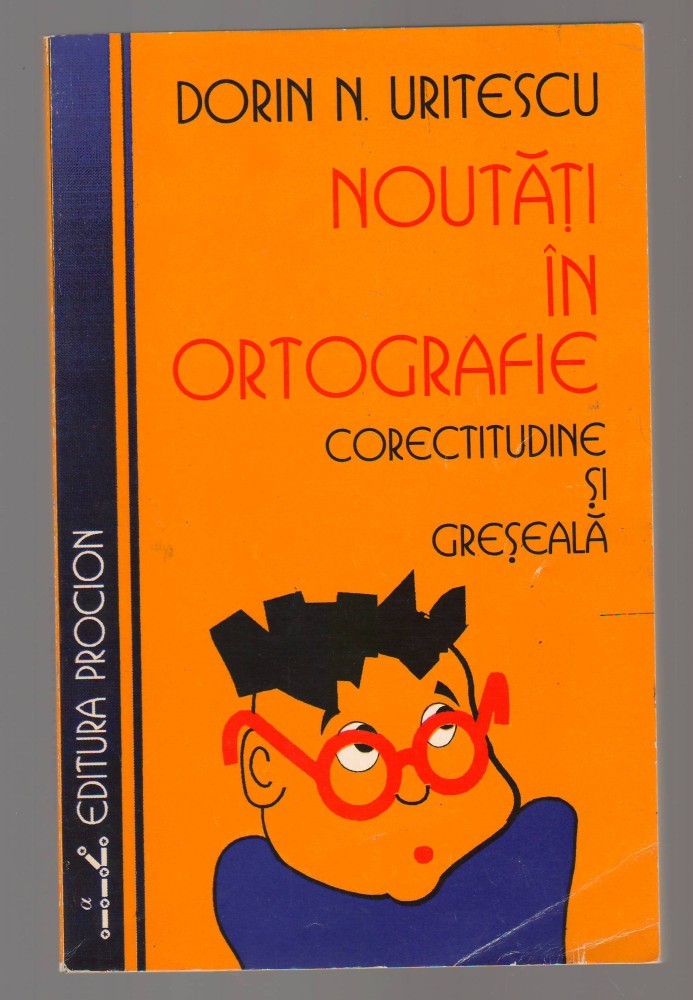 DORIN N. URITESCU
NOUTĂȚI
ÎN
ORTOGRAFIE
CORECTITUDINE
ȘI
GREȘEALĂ
α
EDITURA PROCION